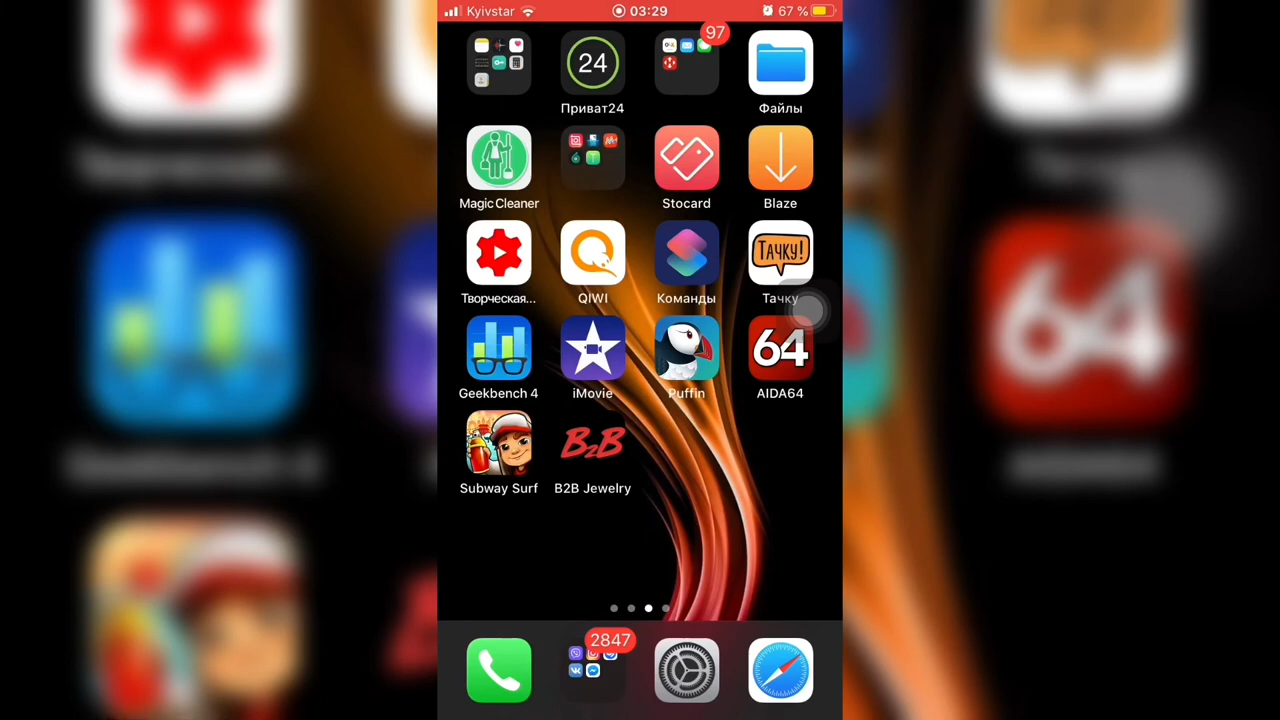 Kyivstar 03:29 67 %
97
24
Приват24 Файлы
Magic Cleaner Stocard Blaze
ТАЧКУ!
Творческая... QIWI Команды Тачку
64
Geekbench 4 iMovie Puffin AIDA64
B2B
Subway Surf B2B Jewelry
2847